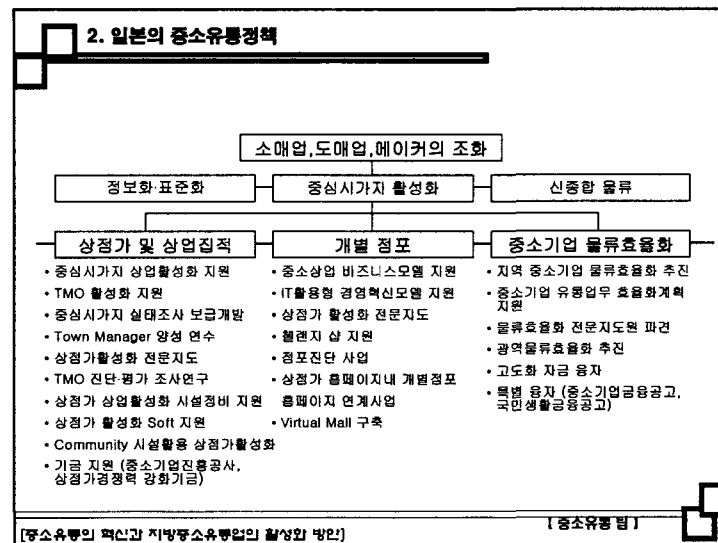 2. 일본의 중소유통정책
소매업,도매업,메이커의 조화
정보화·표준화
중심시가자 활성화
신종합 물류
상점가 및 상업집적
개별 점포
중소기업 물류효율화
• 중심시가지 상업활성화 지원
• TMO 활성화 지원
• 중심시가지 실태조사 보급개발
• Town Manager 양성 연수
• 상점가활성화 전문지도
• TMO 진단·평가 조사연구
• 상점가 상업활성화 시설정비 지원
• 상점가 활성화 Soft 지원
• Community 시설활용 상점가활성화
• 기금 지원 (중소기업진흥공사,
상점가경쟁력 강화기금)
• 중소상업 비즈니스모델 지원
• IT활용형 경영혁신모델 지원
• 상점가 활성화 전문지도
• 첼랜지 샵 지원
• 점포진단 사업
• 상점가 홈페이지내 개별점포
홈페이지 연계사업
• Virtual Mall 구축
• 지역 중소기업 물류효율화 추진
• 중소기업 유통업무 효율화계획
지원
• 물류효율화 전문지도원 파견
• 광역물류효율화 추진
• 고도화 자금 융자
• 특별 융자 (중소기업금융공고,
국민생활금융공고)
[중소유통의 혁신과 지방중소유통업의 활성화 방안]
[ 중소유통 팀 ]